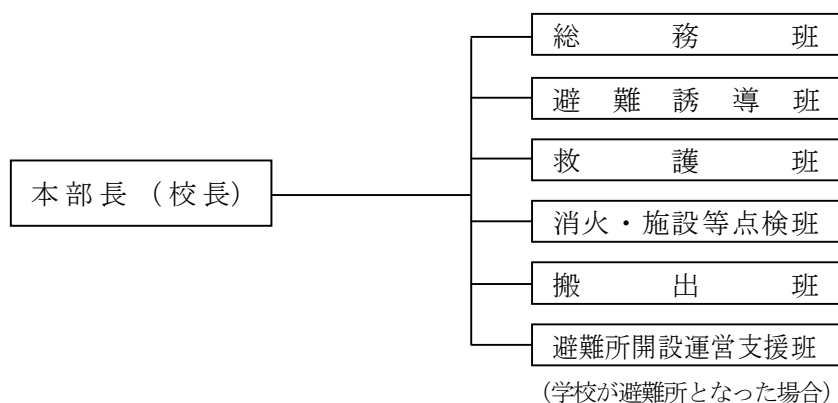 総務班
避難誘導班
救護班
本部長（校長）
消火・施設等点検班
搬出班
避難所開設運営支援班
（学校が避難所となった場合）